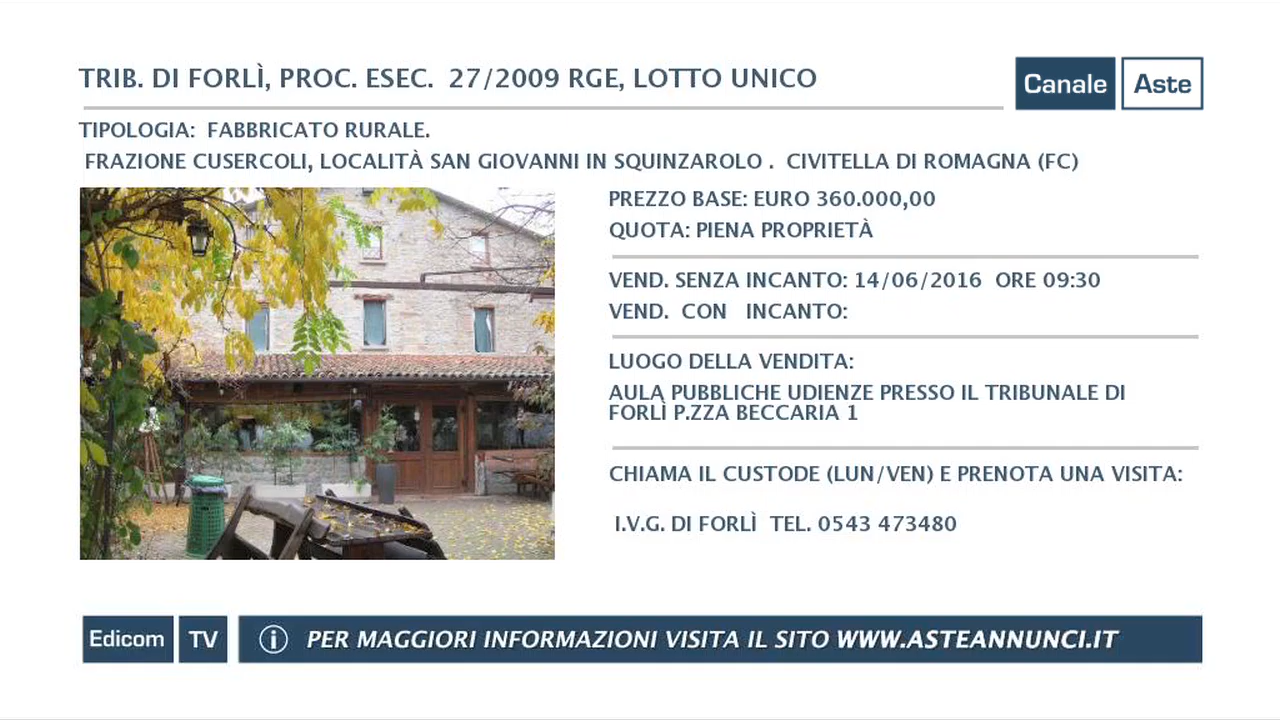 TRIB. DI FORLÌ, PROC. ESEC. 27/2009 RGE, LOTTO UNICO
Canale Aste
TIPOLOGIA: FABBRICATO RURALE.
FRAZIONE CUSERCOLI, LOCALITÀ SAN GIOVANNI IN SQUINZAROLO . CIVITELLA DI ROMAGNA (FC)
PREZZO BASE: EURO 360.000,00
QUOTA: PIENA PROPRIETÀ
VEND. SENZA INCANTO: 14/06/2016 ORE 09:30
VEND. CON INCANTO:
LUOGO DELLA VENDITA:
AULA PUBBLICHE UDIENZE PRESSO IL TRIBUNALE DI
FORLÌ P.ZZA BECCARIA 1
CHIAMA IL CUSTODE (LUN/VEN) E PRENOTA UNA VISITA:
I.V.G. DI FORLÌ TEL. 0543 473480
Edicom TV
PER MAGGIORI INFORMAZIONI VISITA IL SITO WWW.ASTEANNUNCI.IT